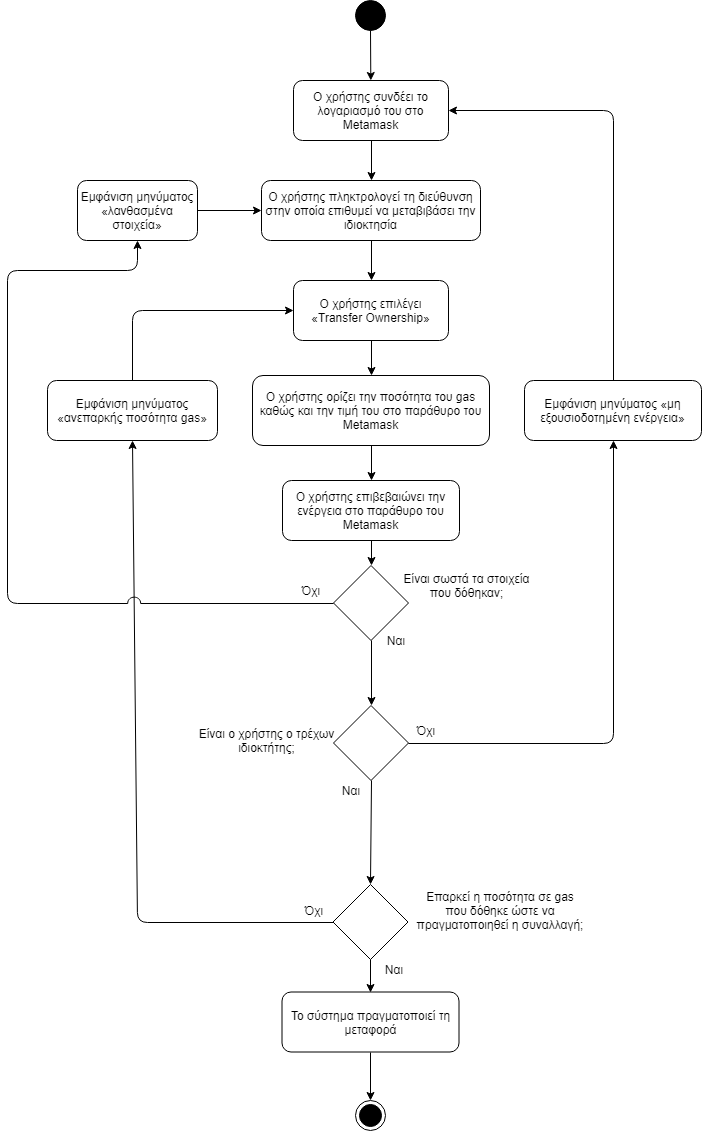 Ο χρήστης συνδέει το
λογαριασμό του στο
Metamask
Εμφάνιση μηνύματος
«λανθασμένα
στοιχεία»
Ο χρήστης πληκτρολογεί τη διεύθυνση
στην οποία επιθυμεί να μεταβιβάσει την
ιδιοκτησία
Ο χρήστης επιλέγει
«Transfer Ownership»
Εμφάνιση μηνύματος
«ανεπαρκής ποσότητα gas»
Ο χρήστης ορίζει την ποσότητα του gas
καθώς και την τιμή του στο παράθυρο του
Metamask
Εμφάνιση μηνύματος «μη
εξουσιοδοτημένη ενέργεια»
Ο χρήστης επιβεβαιώνει την
ενέργεια στο παράθυρο του
Metamask
Όχι
Είναι σωστά τα στοιχεία
που δόθηκαν;
Ναι
Είναι ο χρήστης ο τρέχων
ιδιοκτήτης;
Όχι
Ναι
Όχι
Επαρκεί η ποσότητα σε gas
που δόθηκε ώστε να
πραγματοποιηθεί η συναλλαγή;
Ναι
Το σύστημα πραγματοποιεί τη
μεταφορά